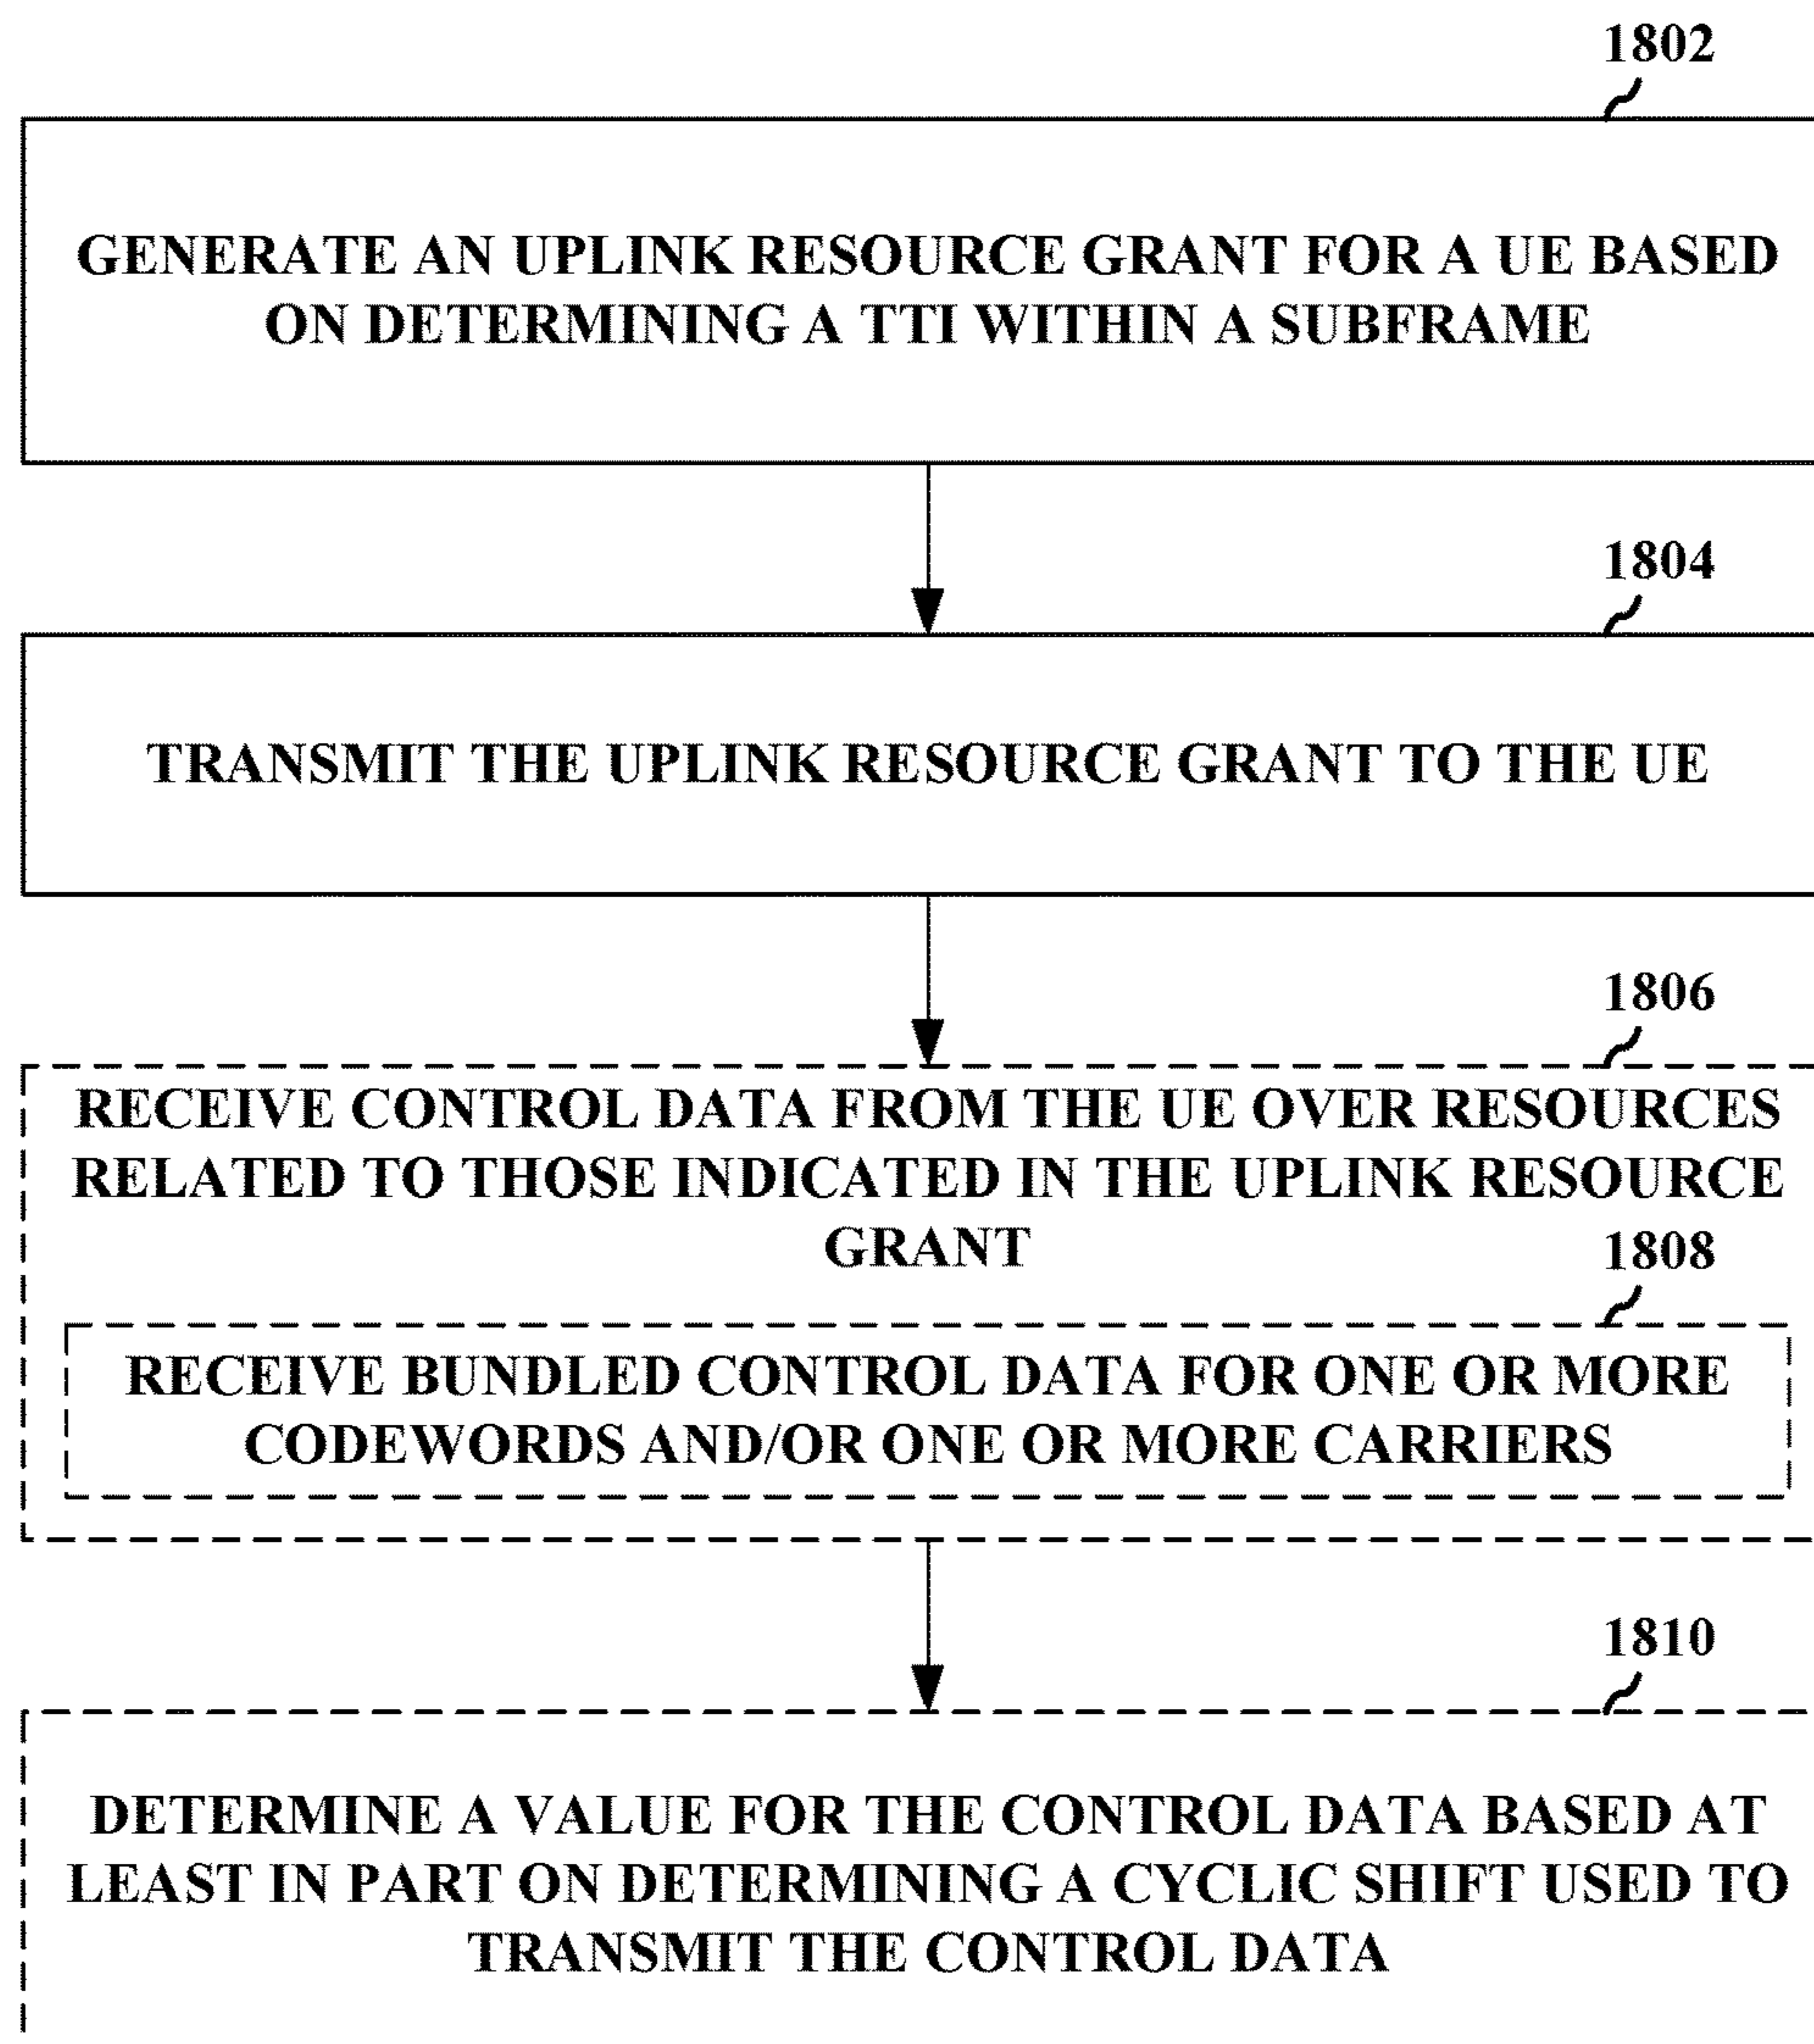 1802
GENERATE AN UPLINK RESOURCE GRANT FOR A UE BASED
ON DETERMINING A TTI WITHIN A SUBFRAME
1804
TRANSMIT THE UPLINK RESOURCE GRANT TO THE UE
1806
RECEIVE CONTROL DATA FROM THE UE OVER RESOURCES
RELATED TO THOSE INDICATED IN THE UPLINK RESOURCE
GRANT
1808
RECEIVE BUNDLED CONTROL DATA FOR ONE OR MORE
CODEWORDS AND/OR ONE OR MORE CARRIERS
1810
DETERMINE A VALUE FOR THE CONTROL DATA BASED AT
LEAST IN PART ON DETERMINING A CYCLIC SHIFT USED TO
TRANSMIT THE CONTROL DATA